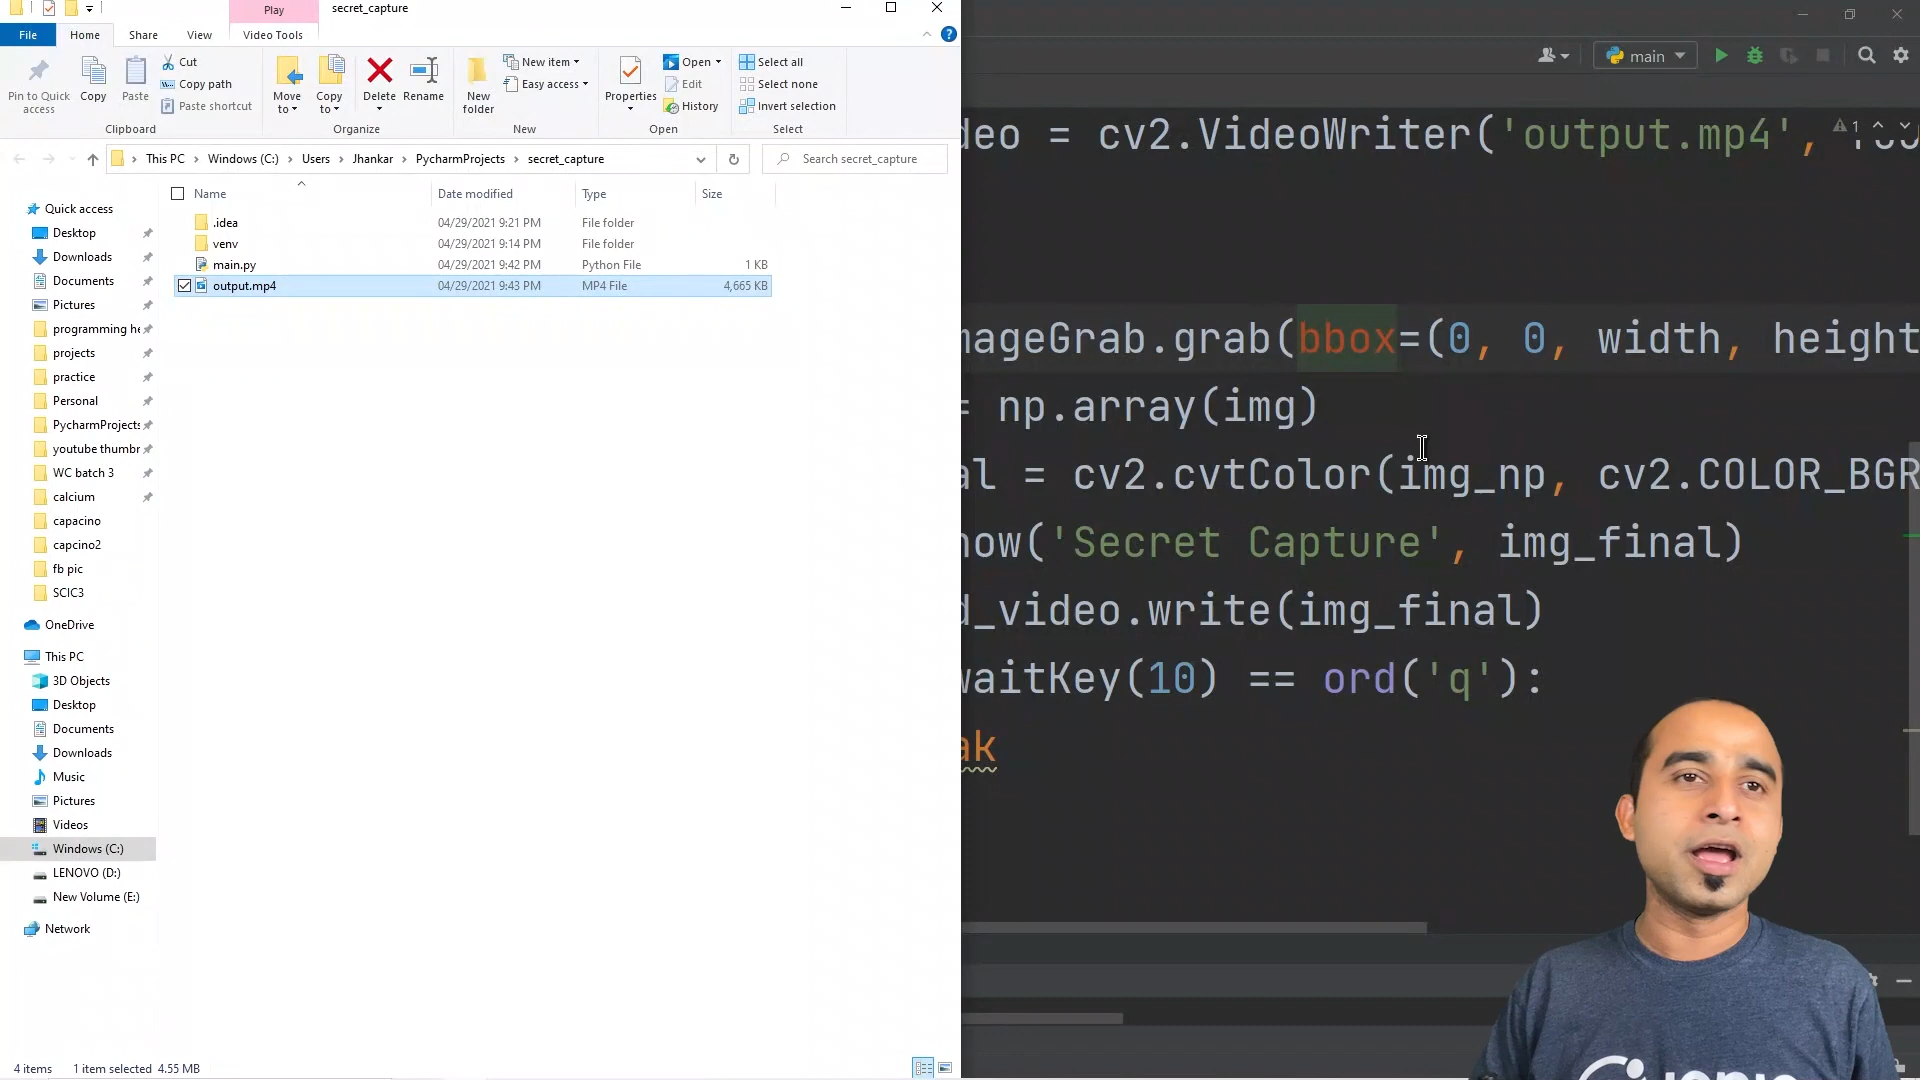 Play
secret_capture
File
Home
Share
View
Video Tools
Pin to Quick
access
Copy
Paste
Cut
Copy path
Paste shortcut
Clipboard
Move
to
Copy
to
Delete
Rename
Organize
New
folder
New item
Easy access
New
Properties
Open
Edit
History
Open
Select all
Select none
Invert selection
Select
This PC
Windows (C:)
Users
Jhankar
PycharmProjects
secret_capture
Search secret_capture
Name
Date modified
Type
Size
.idea
04/29/2021 9:21 PM
File folder
venv
04/29/2021 9:14 PM
File folder
main.py
04/29/2021 9:42 PM
Python File
1 KB
output.mp4
04/29/2021 9:43 PM
MP4 File
4,665 KB
Quick access
Desktop
Downloads
Documents
Pictures
programming he
projects
practice
Personal
PycharmProjects
youtube thumbn
WC batch 3
calcium
capacino
capcino2
fb pic
SCIC3
OneDrive
This PC
3D Objects
Desktop
Documents
Downloads
Music
Pictures
Videos
Windows (C:)
LENOVO (D:)
New Volume (E:)
Network
4 items
1 item selected 4.55 MB
main
1
deo = cv2.VideoWriter('output.mp4',
mageGrab.grab(bbox=(0, 0, width, height
= np.array(img)
al = cv2.cvtColor(img_np, cv2.COLOR_BGR
how('Secret Capture', img_final)
d_video.write(img_final)
waitKey(10) == ord('q'):
ak